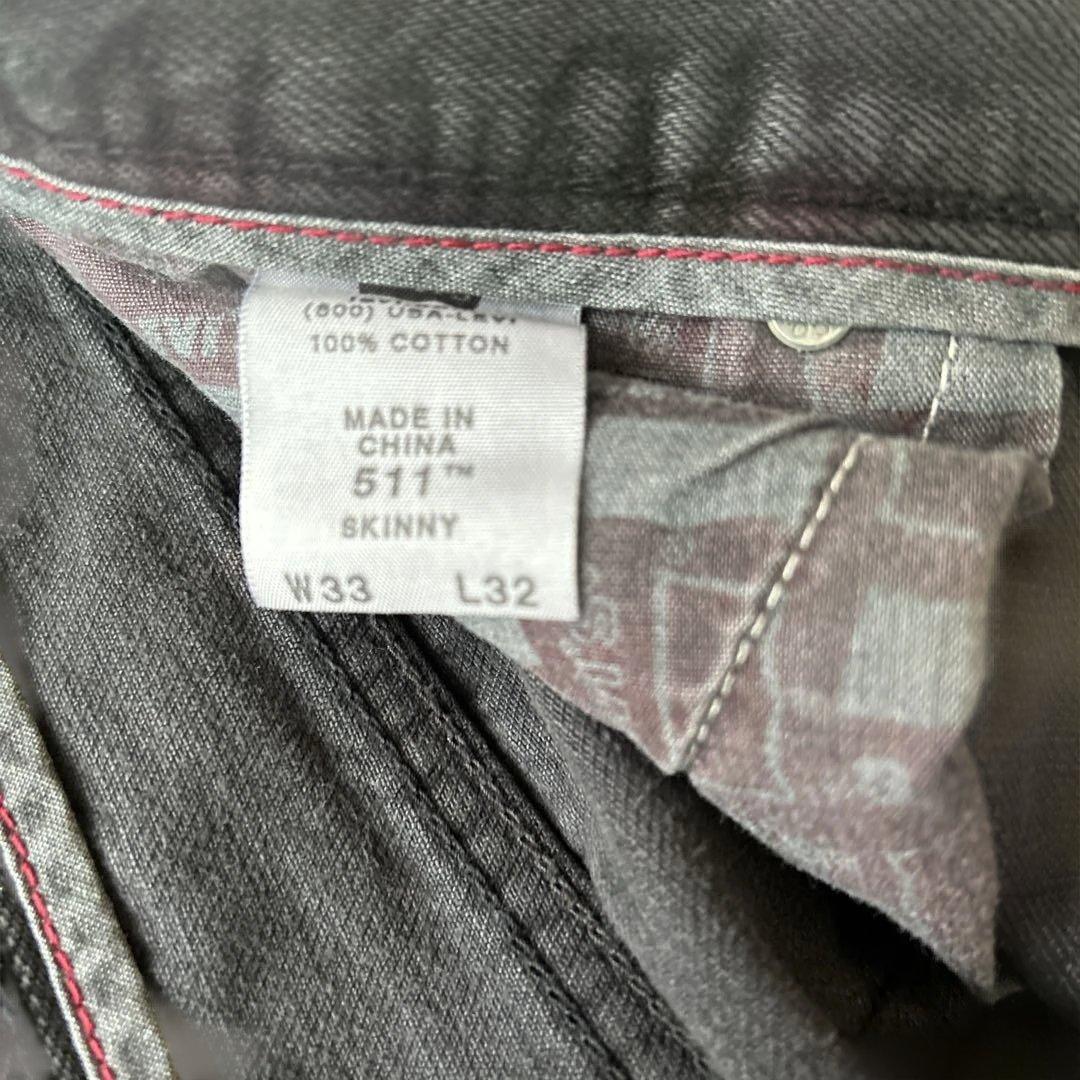 (800) USA-LEVI
100% COTTON
MADE IN
CHINA
511™
SKINNY
W33 L32